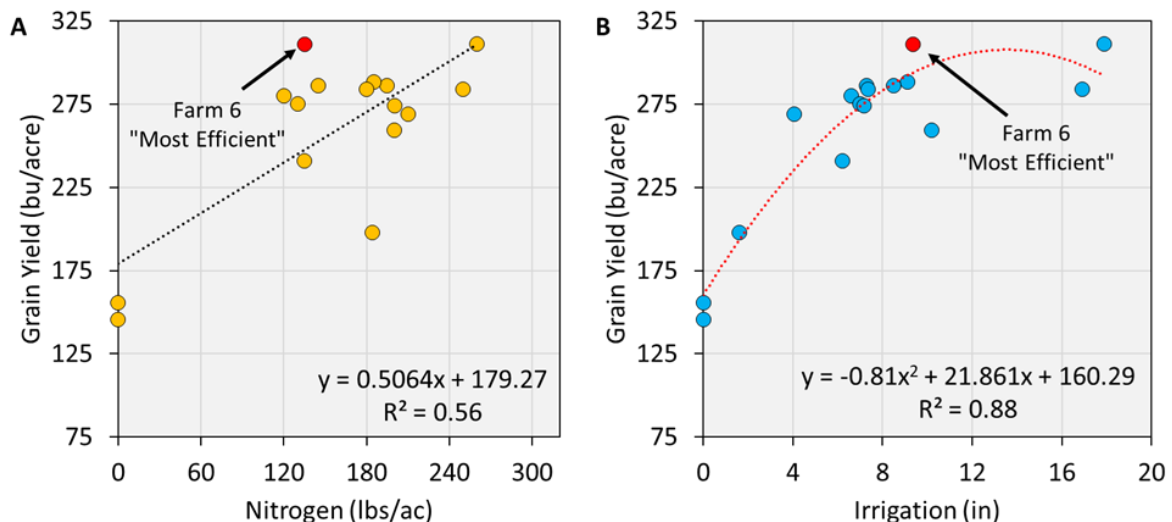 A
Grain Yield (bu/acre)
325
275
225
175
125
75
Farm 6
"Most Efficient"
y = 0.5064x + 179.27
R² = 0.56
0 60 120 180 240 300
Nitrogen (lbs/ac)
B
Grain Yield (bu/acre)
325
275
225
175
125
75
Farm 6
"Most Efficient"
y = -0.81x² + 21.861x + 160.29
R² = 0.88
0 4 8 12 16 20
Irrigation (in)